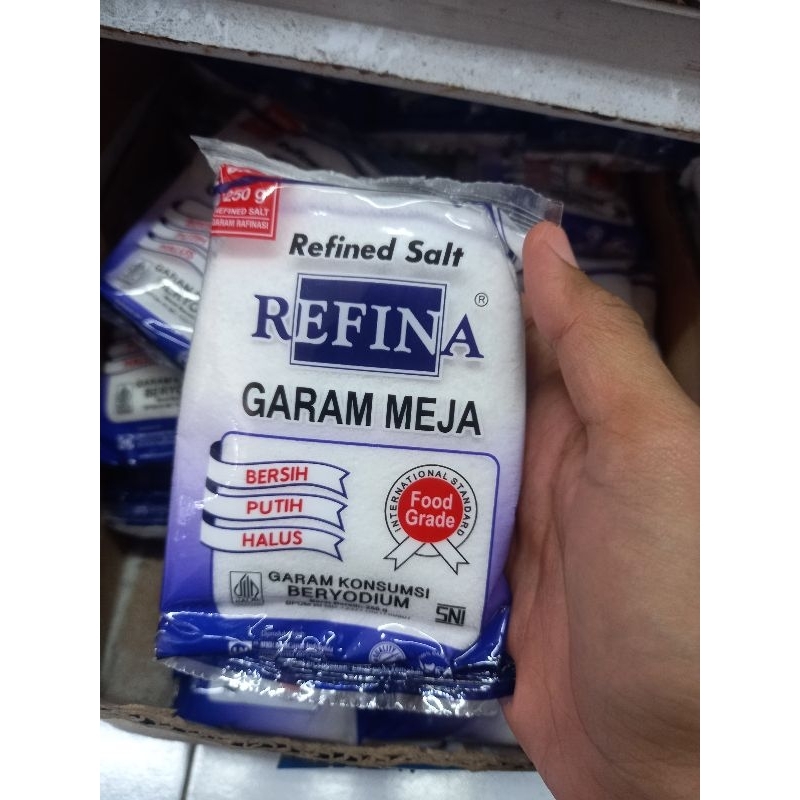 250 g
REFINED SALT
GARAM RAFINASI
Refined Salt
REFINA®
GARAM MEJA
BERSIH
PUTIH
HALUS
INTERNATIONAL STANDARD
Food
Grade
GARAM KONSUMSI
BERYODIUM
SNI